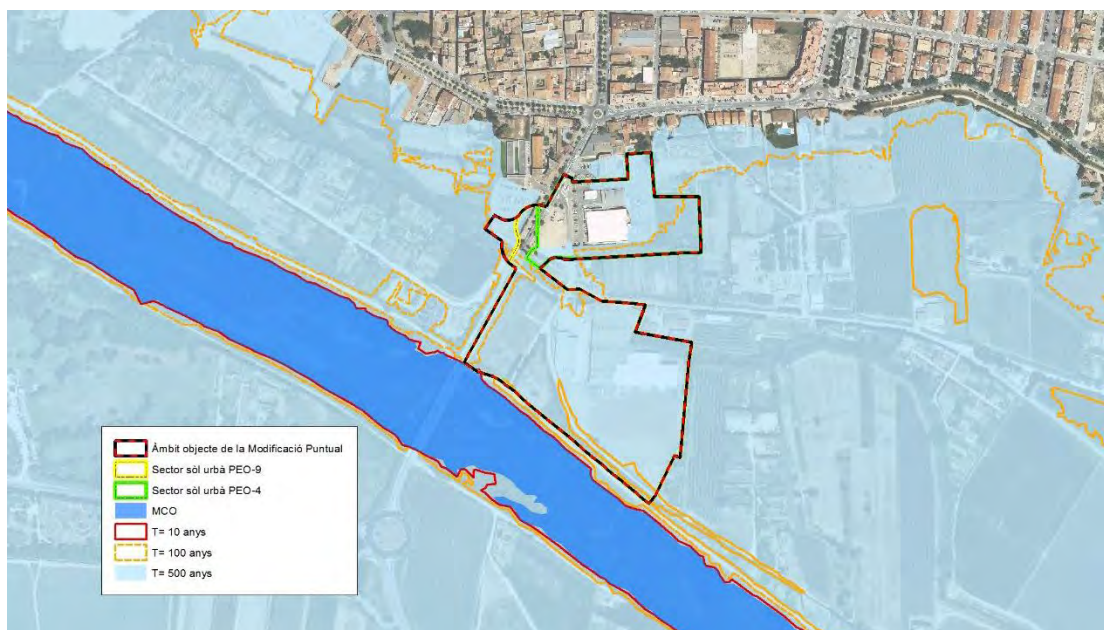 Àmbit objecte de la Modificació Puntual
Sector sòl urbà PEO-9
Sector sòl urbà PEO-4
MCO
T= 10 anys
T= 100 anys
T= 500 anys